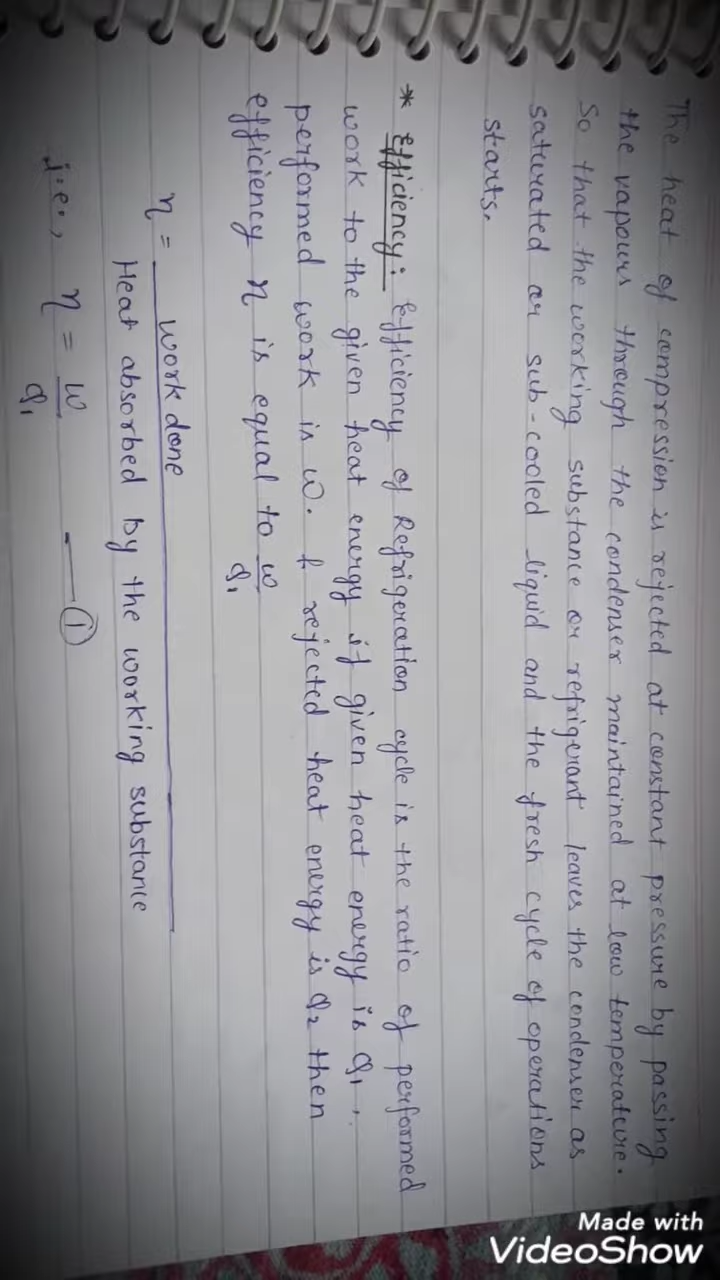 The heat of compression is rejected at constant pressure by passing
the vapours through the condenser maintained at low temperature.
So that the working substance or refrigerant leaves the condenser as
saturated or sub-cooled liquid and the fresh cycle of operations
starts.
* Efficiency: Efficiency of Refrigeration cycle is the ratio of performed
work to the given heat energy if given heat energy is Q1,
performed work is W. & rejected heat energy is Q2 then
efficiency η is equal to W/Q1
η = work done
Heat absorbed by the working substance
i.e., η = W/Q1 — ①
Made with
VideoShow